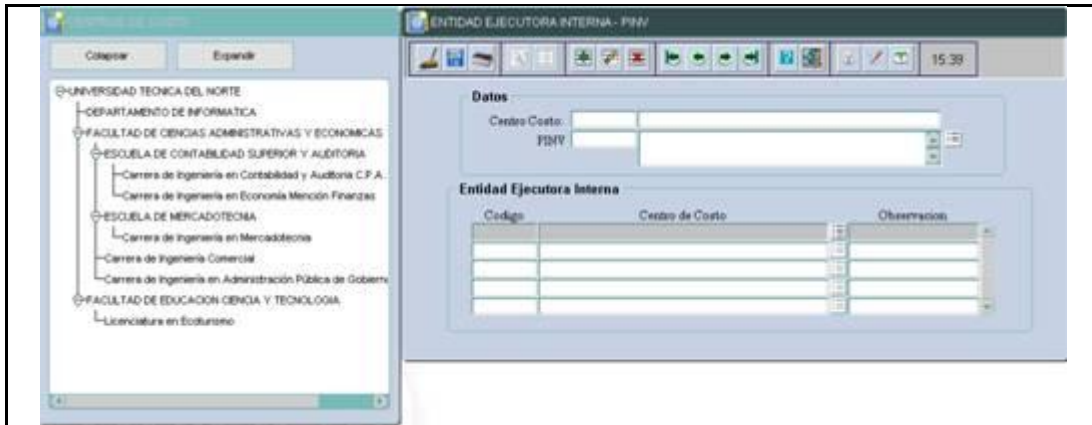 CENTROS DE COSTO
Colapsar Expandir
UNIVERSIDAD TECNICA DEL NORTE
DEPARTAMENTO DE INFORMATICA
FACULTAD DE CIENCIAS ADMINISTRATIVAS Y ECONOMICAS
ESCUELA DE CONTABILIDAD SUPERIOR Y AUDITORIA
Carrera de Ingeniería en Contabilidad y Auditoria C.P.A.
Carrera de Ingeniería en Economía Mención Finanzas
ESCUELA DE MERCADOTECNIA
Carrera de Ingeniería en Mercadotecnia
Carrera de Ingeniería Comercial
Carrera de Ingeniería en Administración Pública de Gobierno
FACULTAD DE EDUCACION CIENCIA Y TECNOLOGIA
Licenciatura en Ecoturismo
ENTIDAD EJECUTORA INTERNA - PINV
15:39
Datos
Centro Costo:
PINV
Entidad Ejecutora Interna
Codigo Centro de Costo Observacion